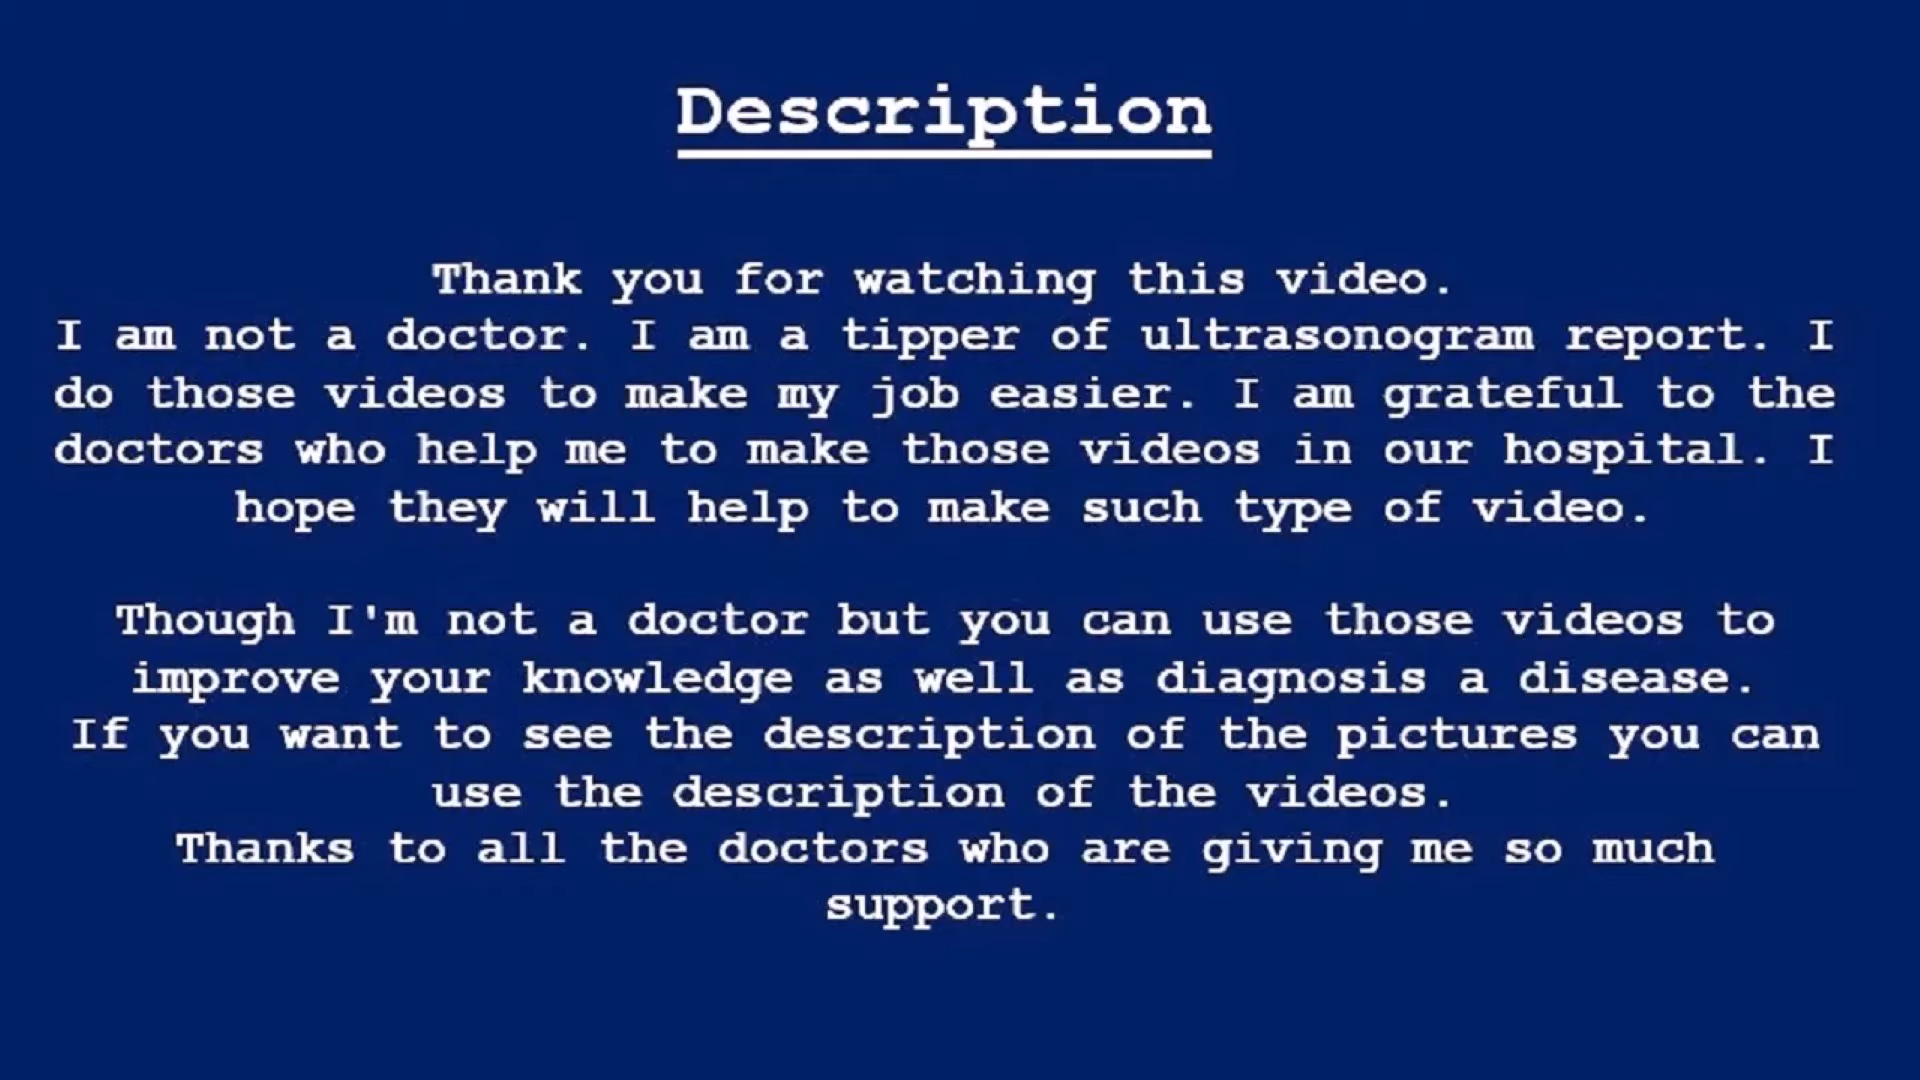 Description
Thank you for watching this video.
I am not a doctor. I am a tipper of ultrasonogram report. I
do those videos to make my job easier. I am grateful to the
doctors who help me to make those videos in our hospital. I
hope they will help to make such type of video.
Though I'm not a doctor but you can use those videos to
improve your knowledge as well as diagnosis a disease.
If you want to see the description of the pictures you can
use the description of the videos.
Thanks to all the doctors who are giving me so much
support.